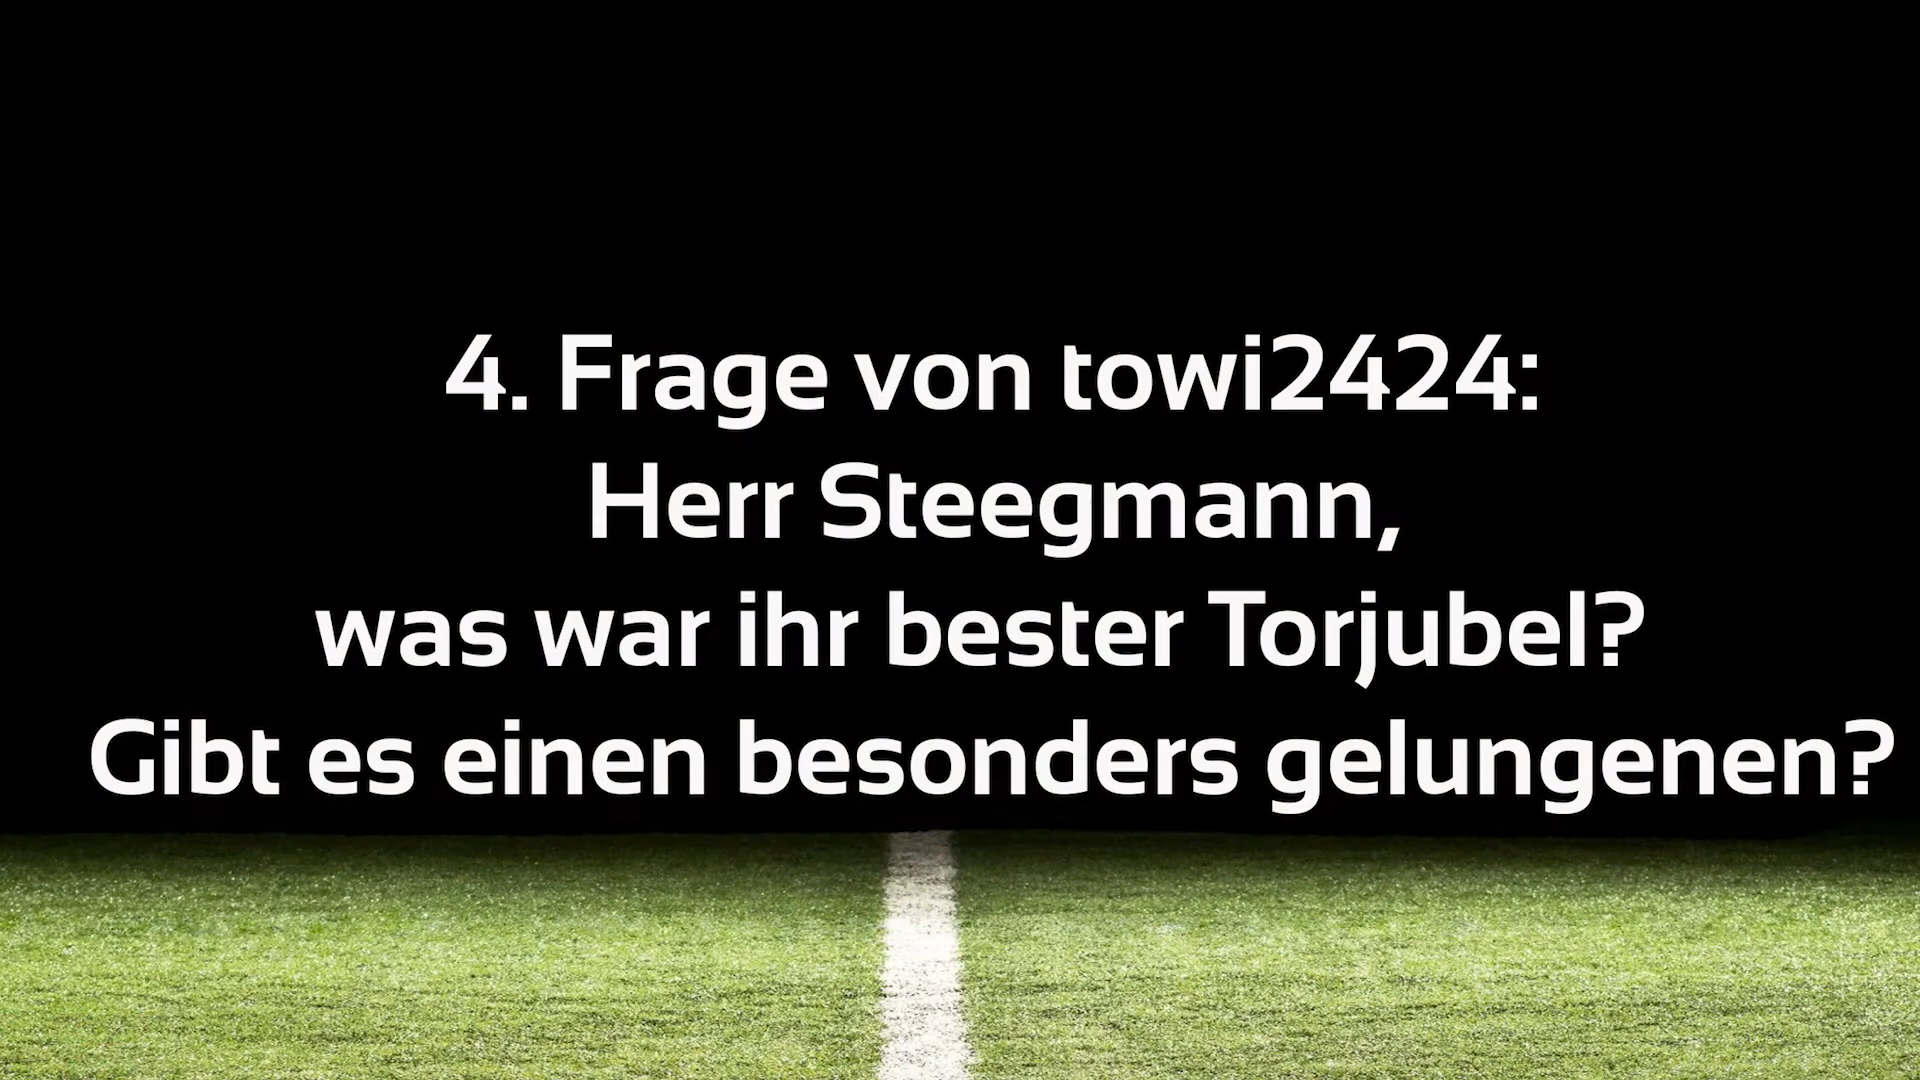 4. Frage von towi2424:
Herr Steegmann,
was war ihr bester Torjubel?
Gibt es einen besonders gelungenen?